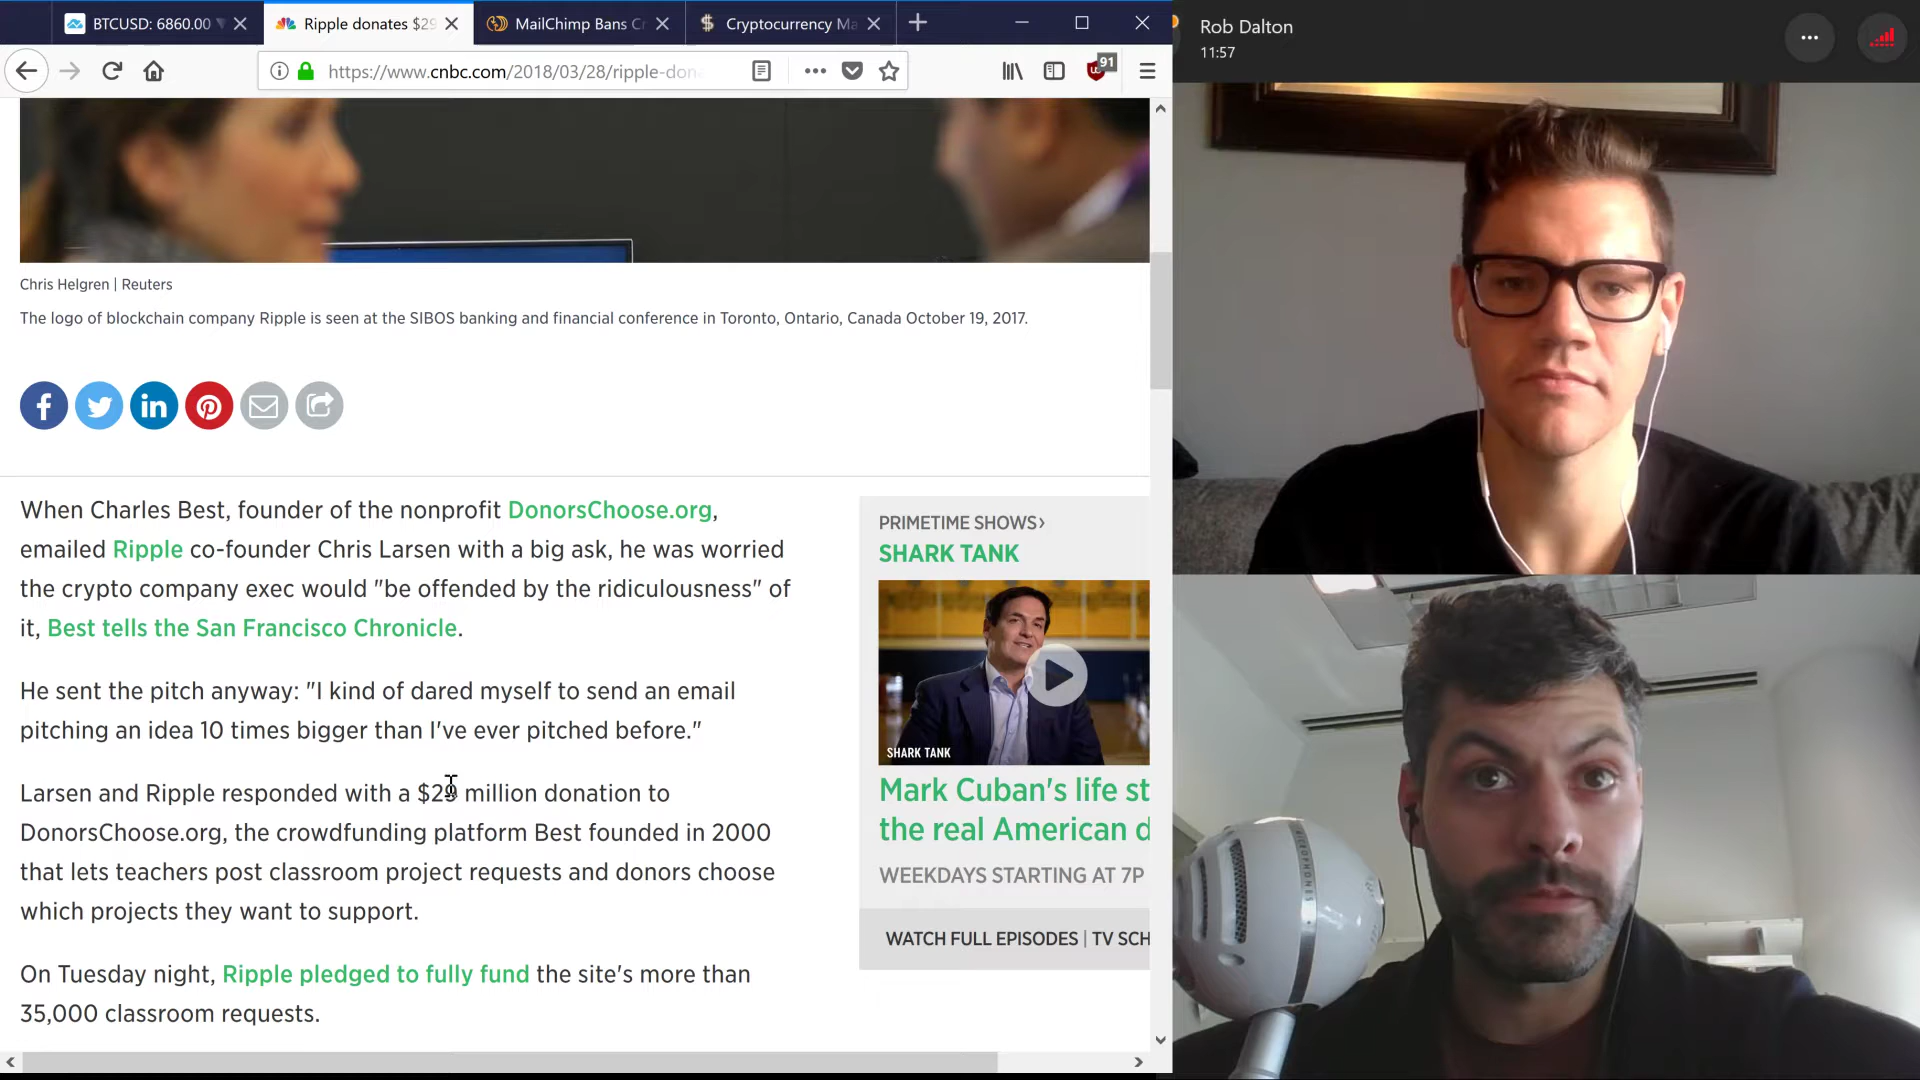 BTCUSD: 6860.00
Ripple donates $29
MailChimp Bans Cr
Cryptocurrency Ma
https://www.cnbc.com/2018/03/28/ripple-don
91
Rob Dalton
11:57
Chris Helgren | Reuters
The logo of blockchain company Ripple is seen at the SIBOS banking and financial conference in Toronto, Ontario, Canada October 19, 2017.
When Charles Best, founder of the nonprofit DonorsChoose.org,
emailed Ripple co-founder Chris Larsen with a big ask, he was worried
the crypto company exec would "be offended by the ridiculousness" of
it, Best tells the San Francisco Chronicle.
He sent the pitch anyway: "I kind of dared myself to send an email
pitching an idea 10 times bigger than I've ever pitched before."
Larsen and Ripple responded with a $29 million donation to
DonorsChoose.org, the crowdfunding platform Best founded in 2000
that lets teachers post classroom project requests and donors choose
which projects they want to support.
On Tuesday night, Ripple pledged to fully fund the site's more than
35,000 classroom requests.
PRIMETIME SHOWS›
SHARK TANK
SHARK TANK
Mark Cuban's life st
the real American d
WEEKDAYS STARTING AT 7P
WATCH FULL EPISODES | TV SCH